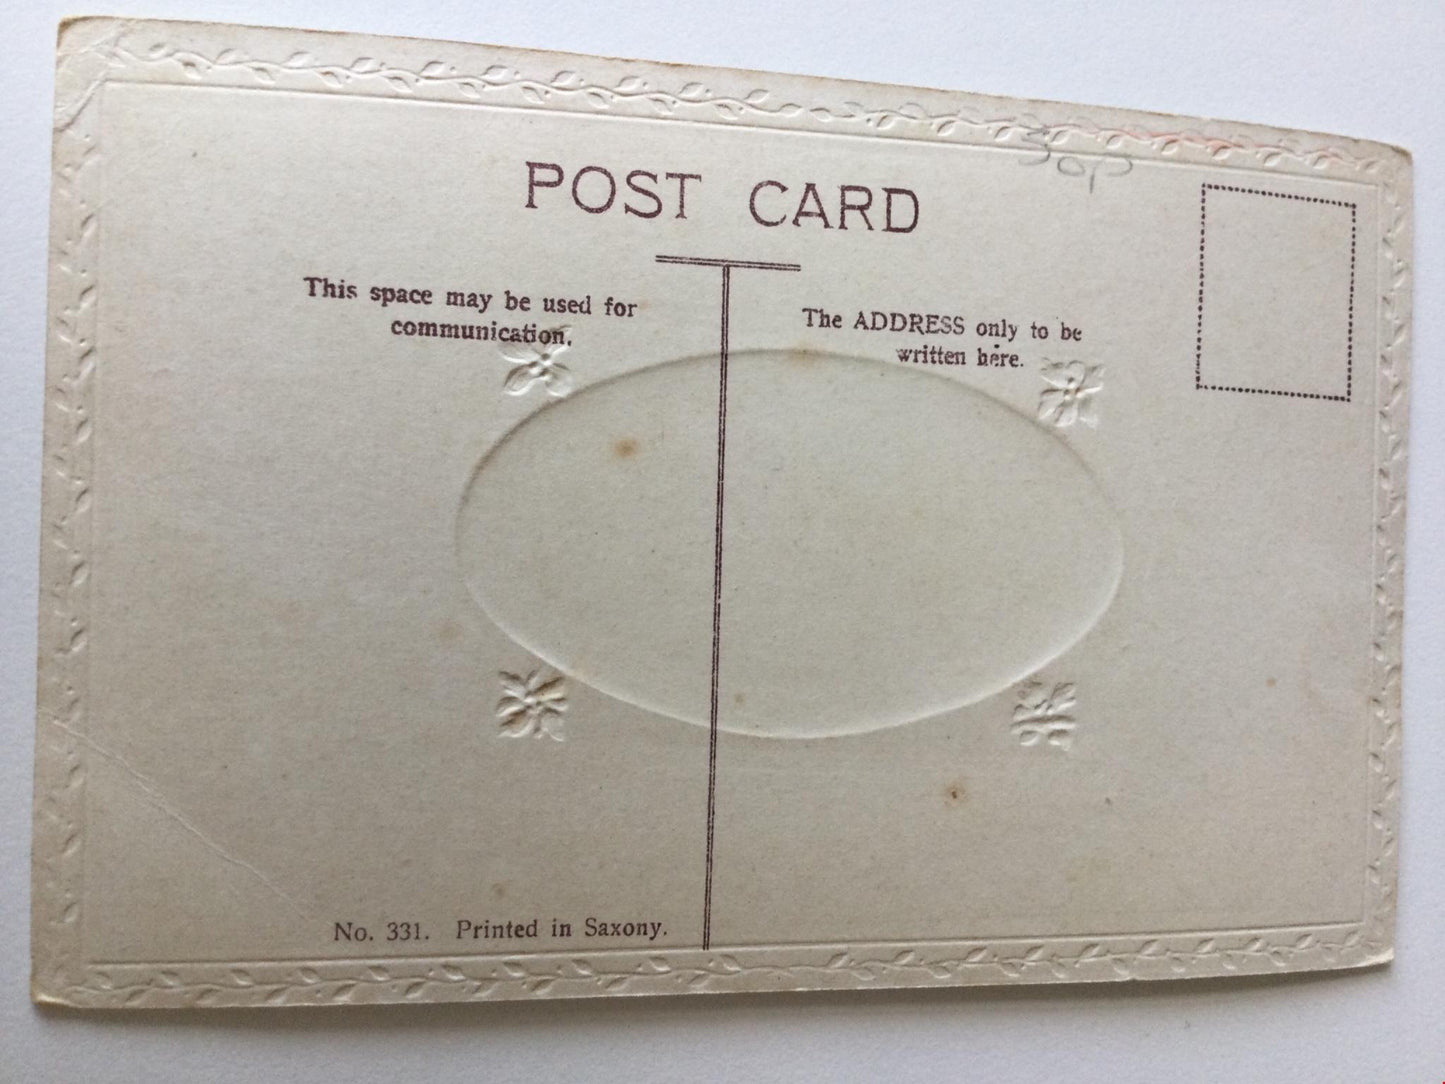 POST CARD
This space may be used for
communication.
The ADDRESS only to be
written here.
50p
No. 331. Printed in Saxony.